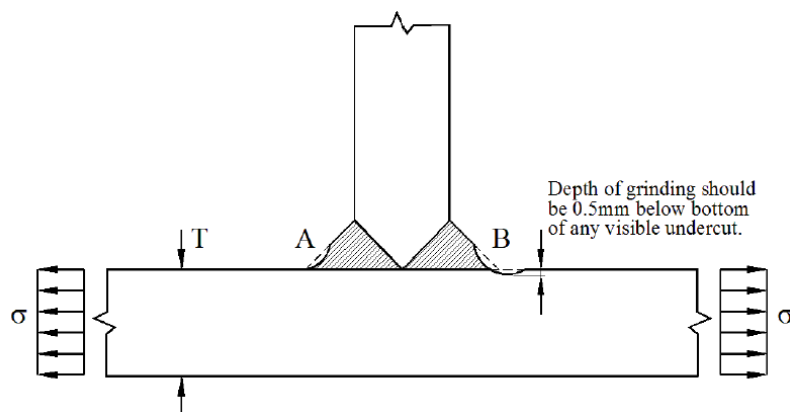 Depth of grinding should
be 0.5mm below bottom
of any visible undercut.
T
A
B
σ
σ